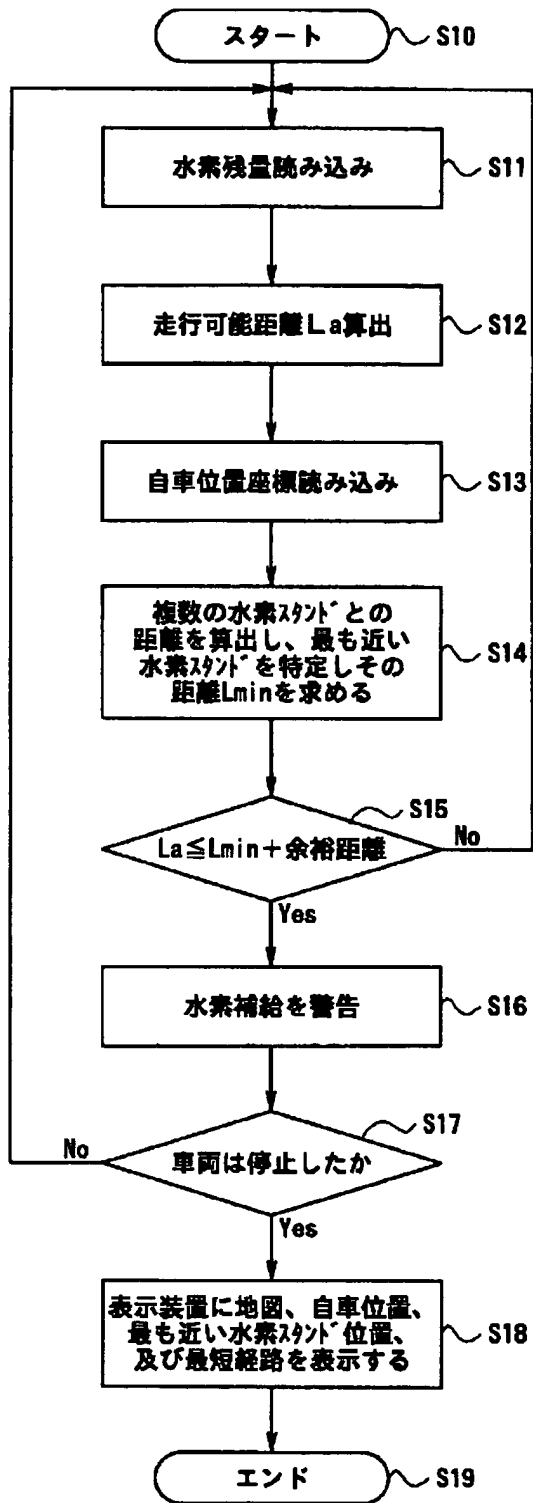 スタート
S10
水素残量読み込み
S11
走行可能距離La算出
S12
自車位置座標読み込み
S13
複数の水素ｽﾀﾝﾄﾞとの
距離を算出し、最も近い
水素ｽﾀﾝﾄﾞを特定しその
距離Lminを求める
S14
S15
La≦Lmin＋余裕距離
No
Yes
水素補給を警告
S16
S17
車両は停止したか
No
Yes
表示装置に地図、自車位置、
最も近い水素ｽﾀﾝﾄﾞ位置、
及び最短経路を表示する
S18
エンド
S19